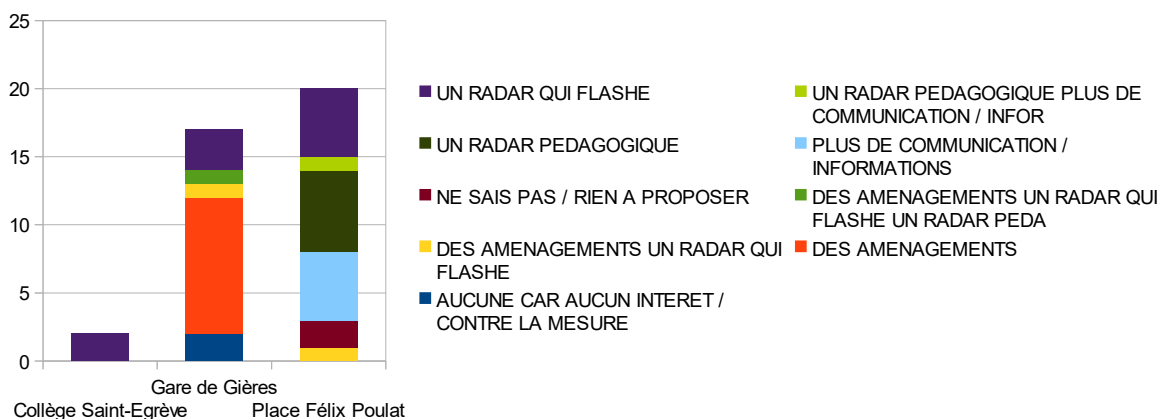 25
20
15
10
5
0
Gare de Gières
Collège Saint-Egrève
Place Félix Poulat
UN RADAR QUI FLASHE
UN RADAR PEDAGOGIQUE
NE SAIS PAS / RIEN A PROPOSER
DES AMENAGEMENTS UN RADAR QUI
FLASHE
AUCUNE CAR AUCUN INTERET /
CONTRE LA MESURE
UN RADAR PEDAGOGIQUE PLUS DE
COMMUNICATION / INFOR
PLUS DE COMMUNICATION /
INFORMATIONS
DES AMENAGEMENTS UN RADAR QUI
FLASHE UN RADAR PEDA
DES AMENAGEMENTS